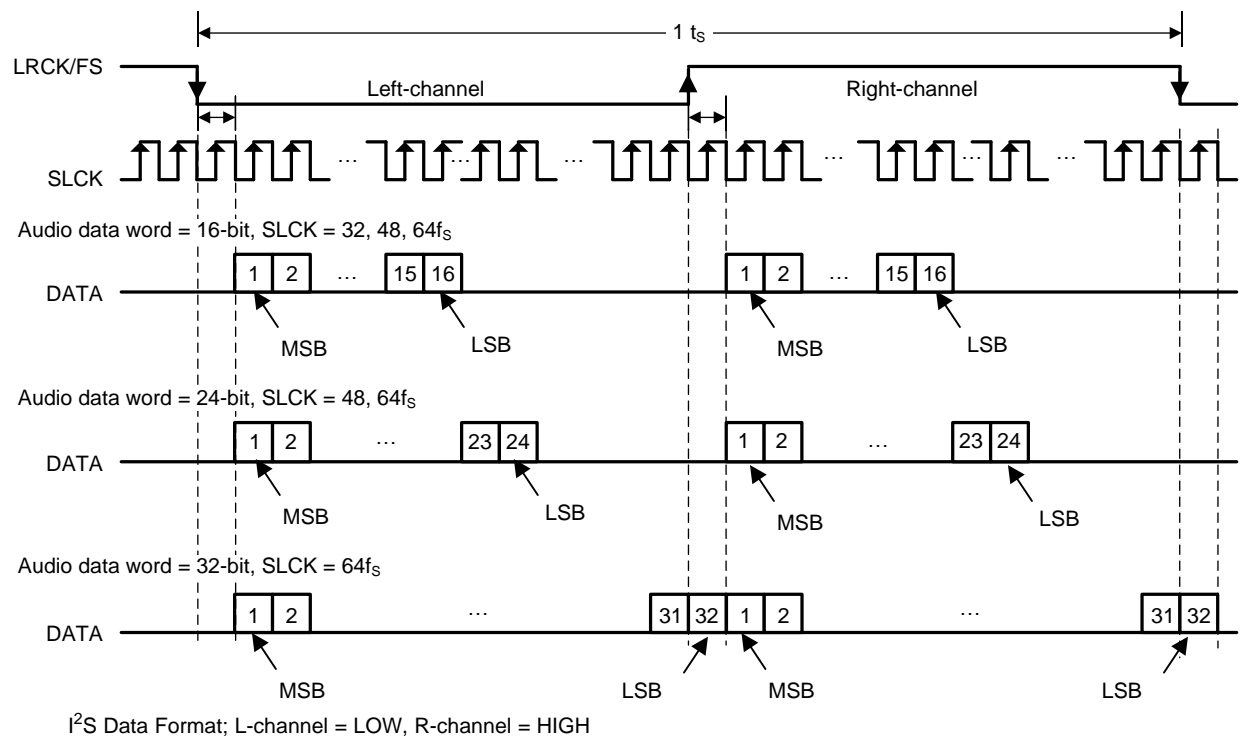 1 tS
LRCK/FS
Left-channel
Right-channel
… … … … … …
SLCK
Audio data word = 16-bit, SLCK = 32, 48, 64fS
1 2 … 15 16 1 2 … 15 16
DATA
MSB LSB MSB LSB
Audio data word = 24-bit, SLCK = 48, 64fS
1 2 … 23 24 1 2 … 23 24
DATA
MSB LSB MSB LSB
Audio data word = 32-bit, SLCK = 64fS
1 2 … 31 32 1 2 … 31 32
DATA
MSB LSB MSB LSB
I2S Data Format; L-channel = LOW, R-channel = HIGH